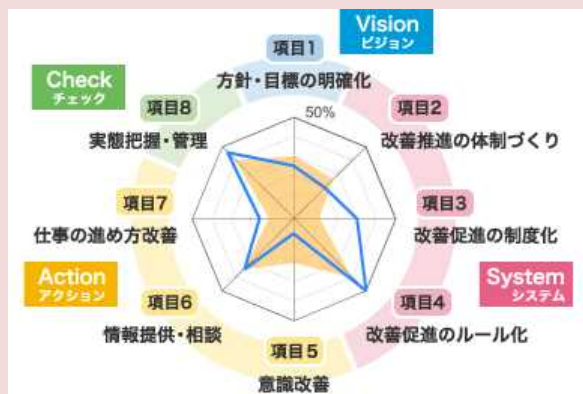 Vision
ビジョン
項目1
方針・目標の明確化
Check
チェック
項目8
実態把握・管理
50%
項目2
改善推進の体制づくり
項目7
仕事の進め方改善
項目3
改善促進の制度化
Action
アクション
System
システム
項目6
情報提供・相談
項目4
改善促進のルール化
項目5
意識改善